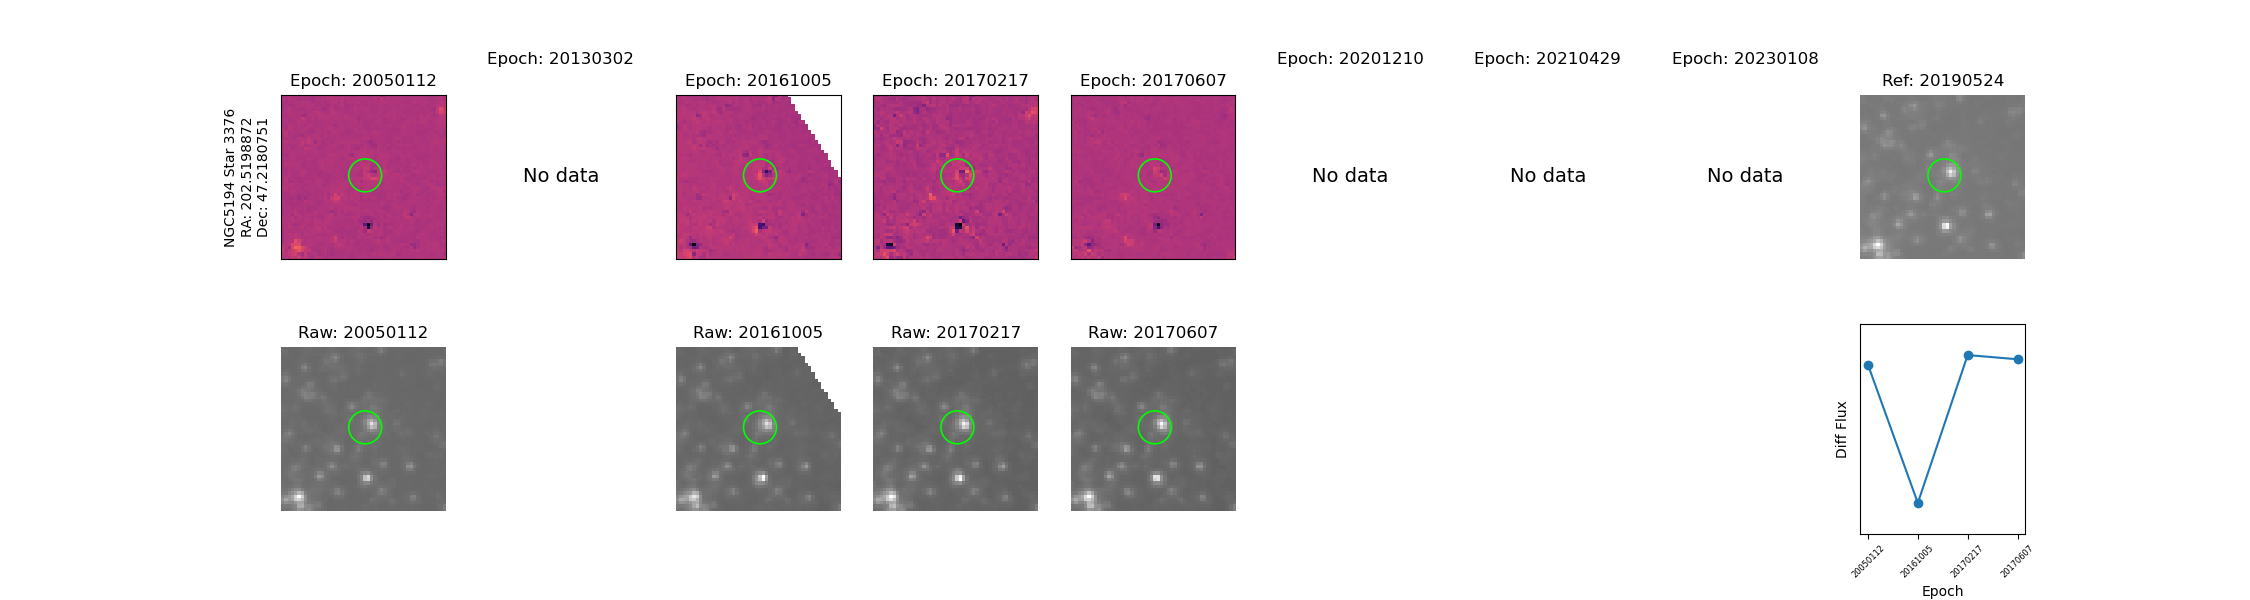 NGC5194 Star 3376
RA: 202.5198872
Dec: 47.2180751
Epoch: 20050112
Epoch: 20130302
No data
Epoch: 20161005
Epoch: 20170217
Epoch: 20170607
Epoch: 20201210
No data
Epoch: 20210429
No data
Epoch: 20230108
No data
Ref: 20190524
Raw: 20050112
Raw: 20161005
Raw: 20170217
Raw: 20170607
Diff Flux
20050112
20161005
20170217
20170607
Epoch